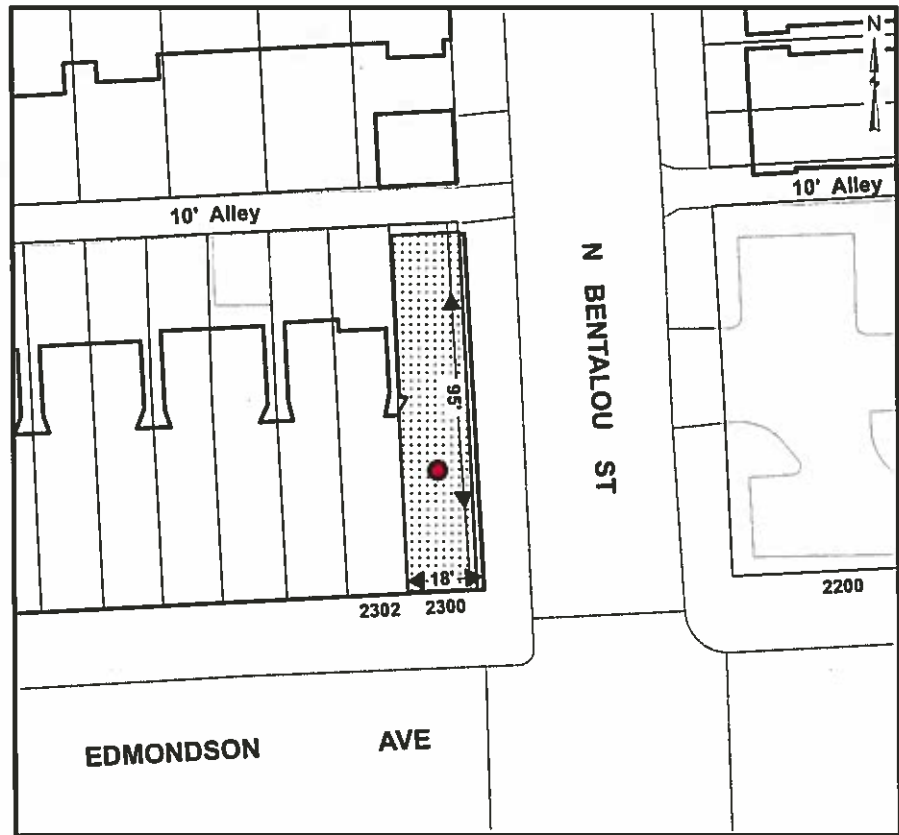 N
10' Alley
10' Alley
N BENTALOU ST
95'
18'
2302 2300
2200
EDMONDSON AVE